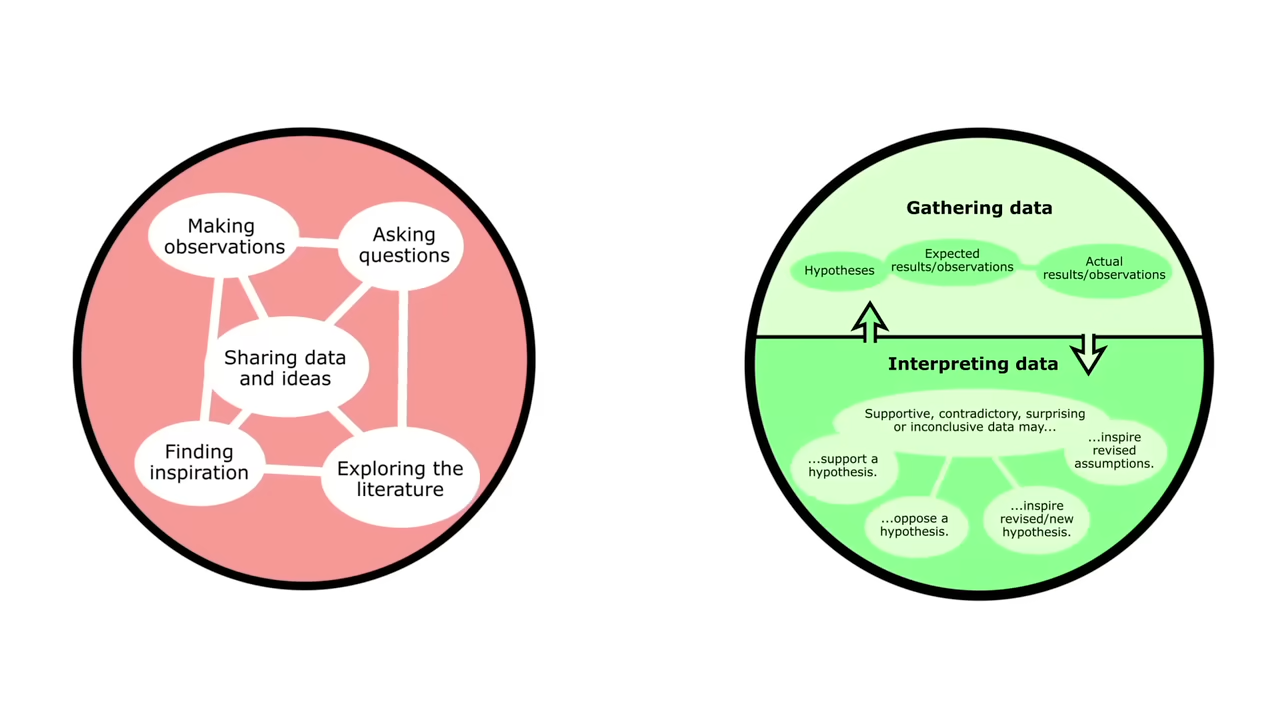 Making
observations
Asking
questions
Sharing data
and ideas
Finding
inspiration
Exploring the
literature
Gathering data
Hypotheses
Expected
results/observations
Actual
results/observations
Interpreting data
Supportive, contradictory, surprising
or inconclusive data may...
...support a
hypothesis.
...oppose a
hypothesis.
...inspire
revised/new
hypothesis.
...inspire
revised
assumptions.